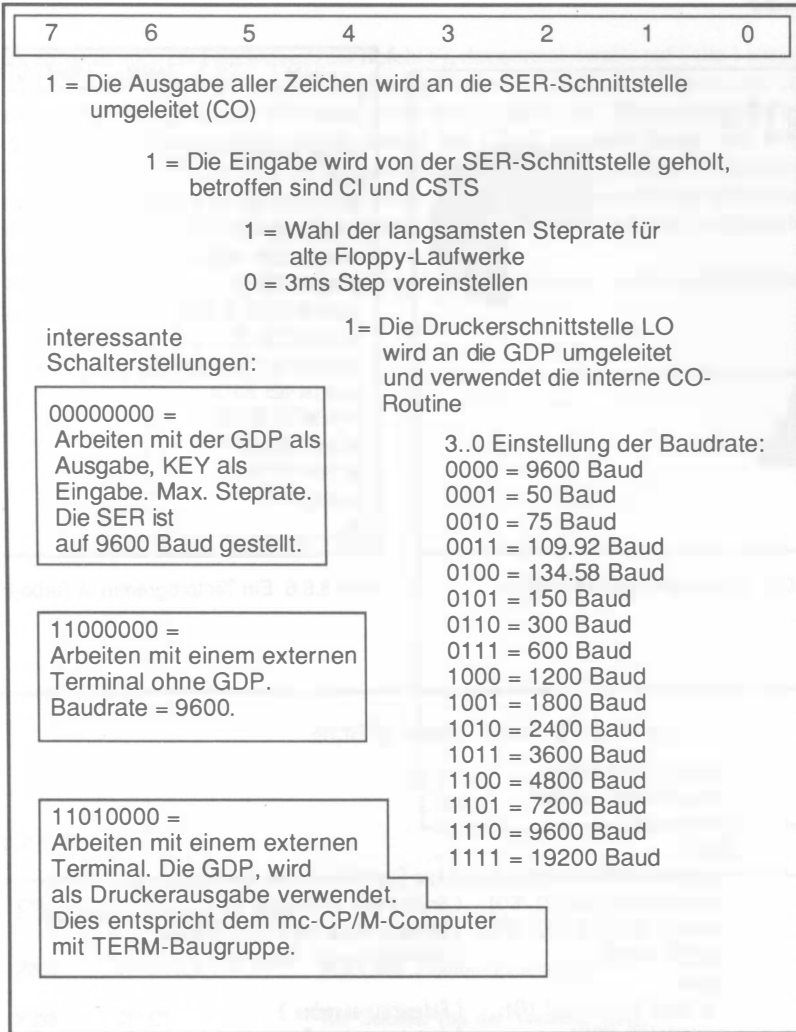 7 6 5 4 3 2 1 0
1 = Die Ausgabe aller Zeichen wird an die SER-Schnittstelle
umgeleitet (CO)
1 = Die Eingabe wird von der SER-Schnittstelle geholt,
betroffen sind CI und CSTS
1 = Wahl der langsamsten Steprate für
alte Floppy-Laufwerke
0 = 3ms Step voreinstellen
1= Die Druckerschnittstelle LO
wird an die GDP umgeleitet
und verwendet die interne CO-
Routine
interessante
Schalterstellungen:
00000000 =
Arbeiten mit der GDP als
Ausgabe, KEY als
Eingabe. Max. Steprate.
Die SER ist
auf 9600 Baud gestellt.
11000000 =
Arbeiten mit einem externen
Terminal ohne GDP.
Baudrate = 9600.
11010000 =
Arbeiten mit einem externen
Terminal. Die GDP, wird
als Druckerausgabe verwendet.
Dies entspricht dem mc-CP/M-Computer
mit TERM-Baugruppe.
3..0 Einstellung der Baudrate:
0000 = 9600 Baud
0001 = 50 Baud
0010 = 75 Baud
0011 = 109.92 Baud
0100 = 134.58 Baud
0101 = 150 Baud
0110 = 300 Baud
0111 = 600 Baud
1000 = 1200 Baud
1001 = 1800 Baud
1010 = 2400 Baud
1011 = 3600 Baud
1100 = 4800 Baud
1101 = 7200 Baud
1110 = 9600 Baud
1111 = 19200 Baud